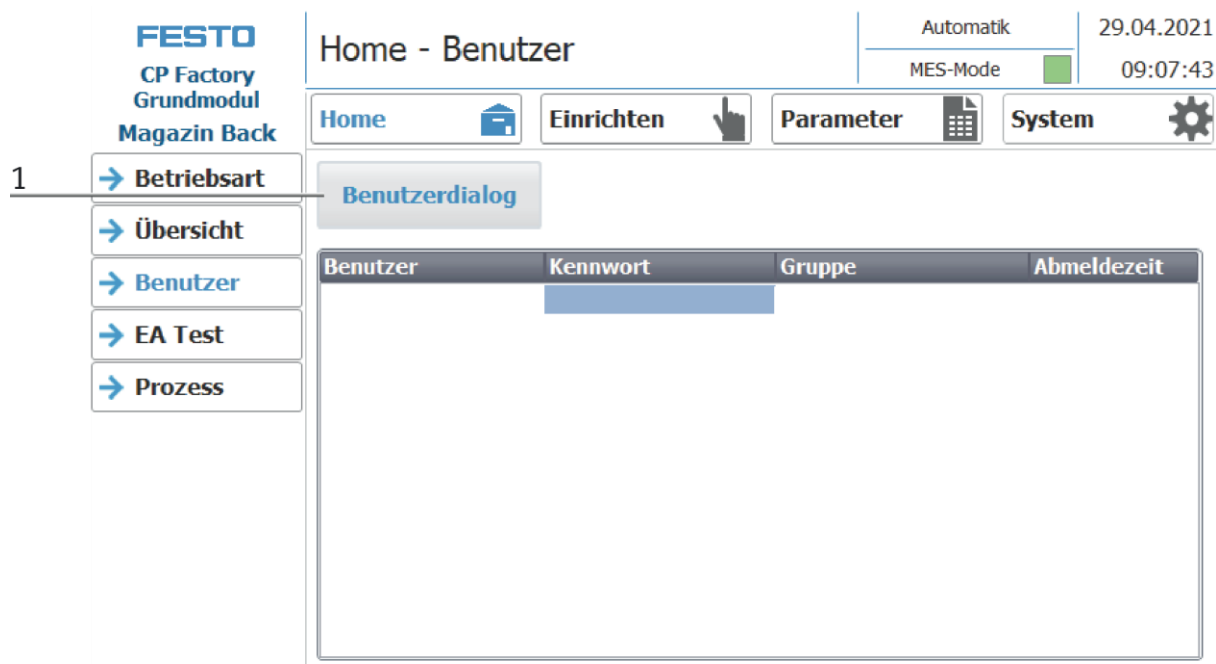 FESTO
CP Factory
Grundmodul
Magazin Back
Home - Benutzer
Automatik
29.04.2021
MES-Mode
09:07:43
Home
Einrichten
Parameter
System
1
Betriebsart
Übersicht
Benutzer
EA Test
Prozess
Benutzerdialog
Benutzer Kennwort Gruppe Abmeldezeit